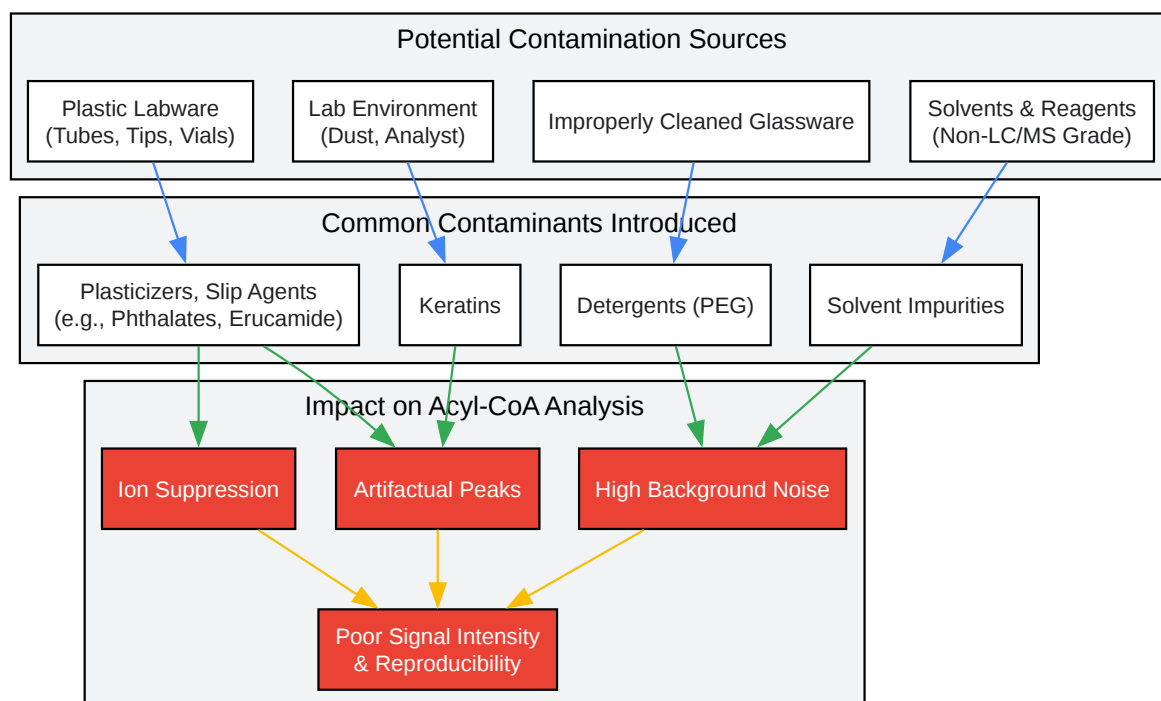 Potential Contamination Sources
Plastic Labware
(Tubes, Tips, Vials)
Lab Environment
(Dust, Analyst)
Improperly Cleaned Glassware
Solvents & Reagents
(Non-LC/MS Grade)
Common Contaminants Introduced
Plasticizers, Slip Agents
(e.g., Phthalates, Erucamide)
Keratins
Detergents (PEG)
Solvent Impurities
Impact on Acyl-CoA Analysis
Ion Suppression
Artifactual Peaks
High Background Noise
Poor Signal Intensity
& Reproducibility